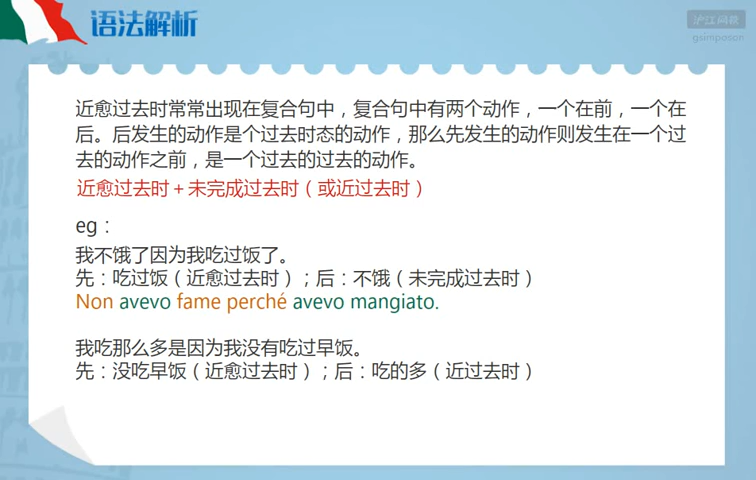 语法解析
沪江网校
gsimpason
近愈过去时常常出现在复合句中，复合句中有两个动作，一个在前，一个在
后。后发生的动作是个过去时态的动作，那么先发生的动作则发生在一个过
去的动作之前，是一个过去的过去的动作。
近愈过去时＋未完成过去时（或近过去时）
eg：
我不饿了因为我吃过饭了。
先：吃过饭（近愈过去时）；后：不饿（未完成过去时）
Non avevo fame perché avevo mangiato.
我吃那么多是因为我没有吃过早饭。
先：没吃早饭（近愈过去时）；后：吃的多（近过去时）